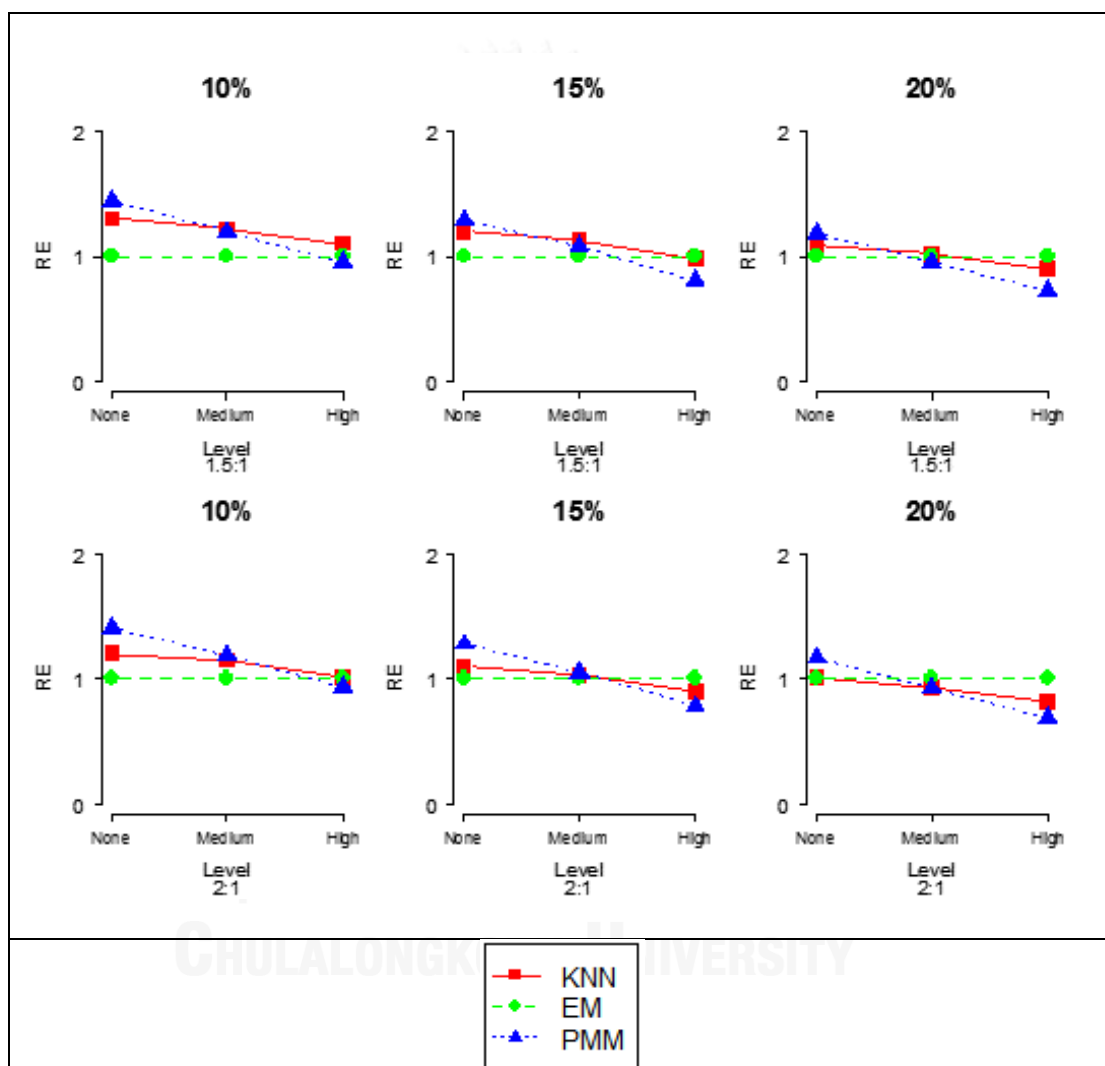 10% 15% 20%
2 2 2
RE RE RE
1 1 1
0 0 0
None Medium High None Medium High None Medium High
Level Level Level
1.5:1 1.5:1 1.5:1
10% 15% 20%
2 2 2
RE RE RE
1 1 1
0 0 0
None Medium High None Medium High None Medium High
Level Level Level
2:1 2:1 2:1
KNN
EM
PMM